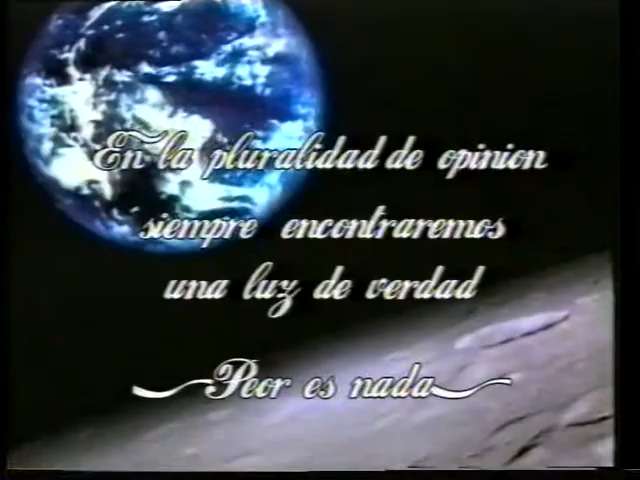 En la pluralidad de opinion
siempre encontraremos
una luz de verdad
Peor es nada